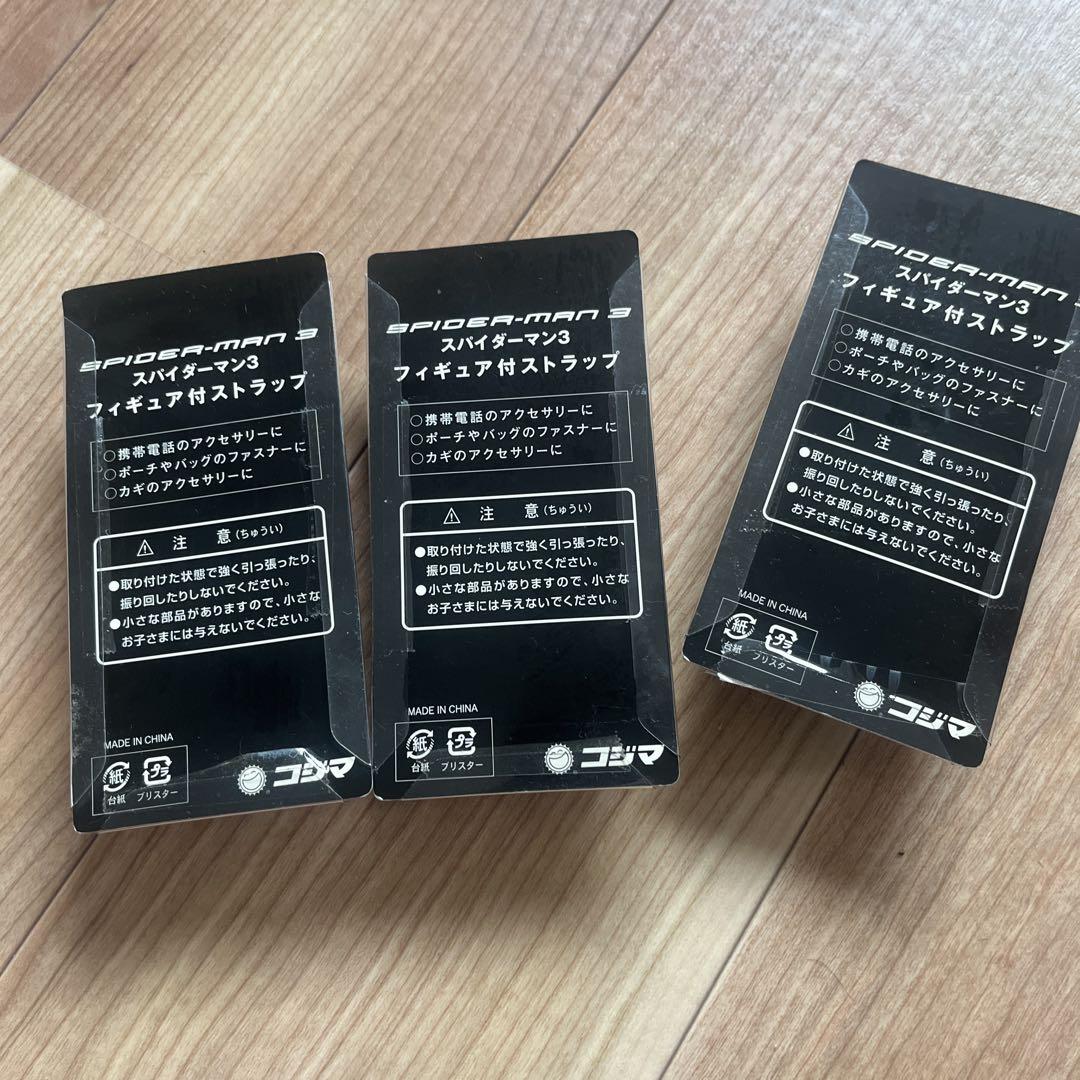 SPIDER-MAN 3
スパイダーマン3
フィギュア付ストラップ
○携帯電話のアクセサリーに
○ポーチやバッグのファスナーに
○カギのアクセサリーに
⚠ 注 意(ちゅうい)
●取り付けた状態で強く引っ張ったり、
振り回したりしないでください。
●小さな部品がありますので、小さな
お子さまには与えないでください。
MADE IN CHINA
紙 プラ
台紙 ブリスター
コジマ
SPIDER-MAN 3
スパイダーマン3
フィギュア付ストラップ
○携帯電話のアクセサリーに
○ポーチやバッグのファスナーに
○カギのアクセサリーに
⚠ 注 意(ちゅうい)
●取り付けた状態で強く引っ張ったり、
振り回したりしないでください。
●小さな部品がありますので、小さな
お子さまには与えないでください。
MADE IN CHINA
紙 プラ
台紙 ブリスター
コジマ
SPIDER-MAN
スパイダーマン3
フィギュア付ストラップ
○携帯電話のアクセサリーに
○ポーチやバッグのファスナーに
○カギのアクセサリーに
⚠ 注 意(ちゅうい)
●取り付けた状態で強く引っ張ったり、
振り回したりしないでください。
●小さな部品がありますので、小さな
お子さまには与えないでください。
MADE IN CHINA
紙 プラ
台紙 ブリスター
コジマ